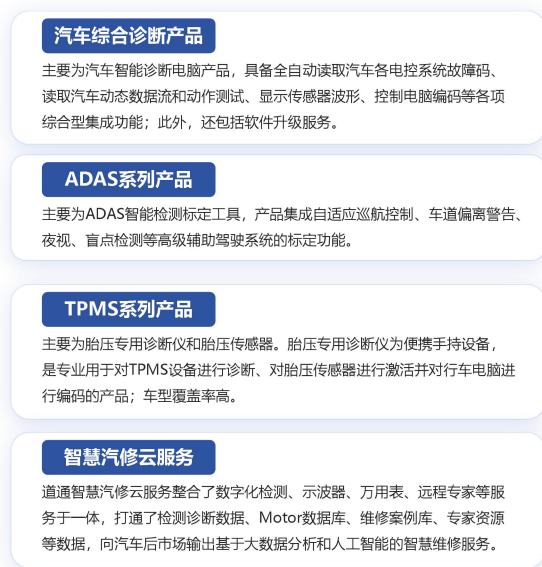 汽车综合诊断产品
主要为汽车智能诊断电脑产品，具备全自动读取汽车各电控系统故障码、
读取汽车动态数据流和动作测试、显示传感器波形、控制电脑编码等各项
综合型集成功能；此外，还包括软件升级服务。
ADAS系列产品
主要为ADAS智能检测标定工具，产品集成自适应巡航控制、车道偏离警告、
夜视、盲点检测等高级辅助驾驶系统的标定功能。
TPMS系列产品
主要为胎压专用诊断仪和胎压传感器。胎压专用诊断仪为便携手持设备，
是专业用于对TPMS设备进行诊断、对胎压传感器进行激活并对行车电脑进
行编码的产品；车型覆盖率高。
智慧汽修云服务
道通智慧汽修云服务整合了数字化检测、示波器、万用表、远程专家等服
务于一体，打通了检测诊断数据、Motor数据库、维修案例库、专家资源
等数据，向汽车后市场输出基于大数据分析和人工智能的智慧维修服务。